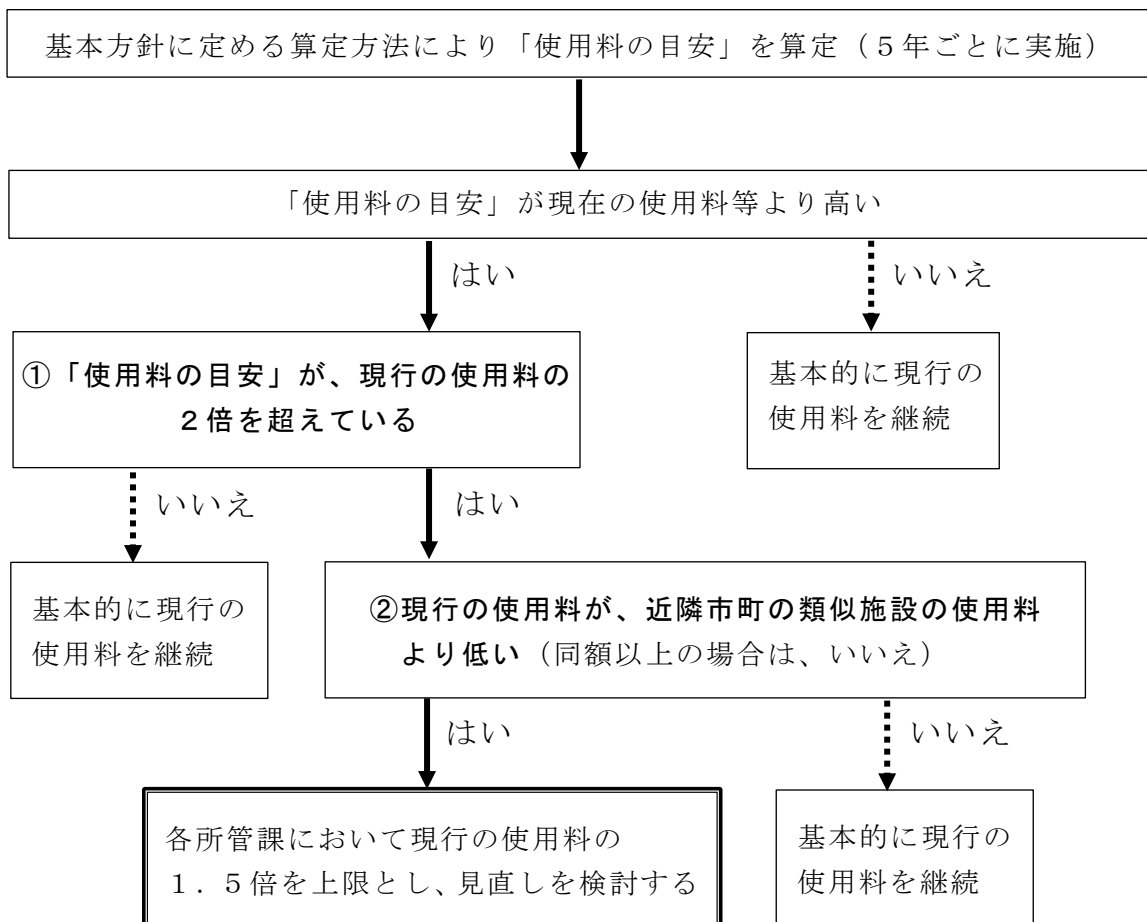 基本方針に定める算定方法により「使用料の目安」を算定（５年ごとに実施）
「使用料の目安」が現在の使用料等より高い
はい
いいえ
①「使用料の目安」が、現行の使用料の
２倍を超えている
基本的に現行の
使用料を継続
いいえ
はい
基本的に現行の
使用料を継続
②現行の使用料が、近隣市町の類似施設の使用料
より低い（同額以上の場合は、いいえ）
はい
いいえ
各所管課において現行の使用料の
１．５倍を上限とし、見直しを検討する
基本的に現行の
使用料を継続